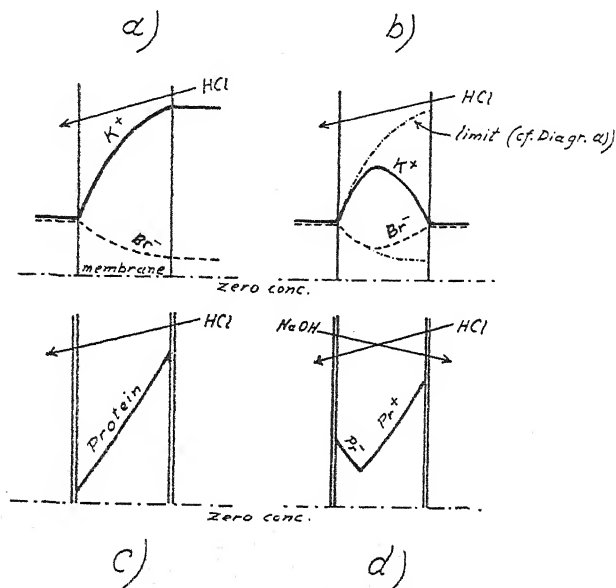 a)
b)
HCl
K+
Br-
membrane
HCl
limit (cf. Diagr. a))
K+
Br-
zero conc.
HCl
Protein
NaOH
HCl
Pr-
Pr+
zero conc.
c)
d)